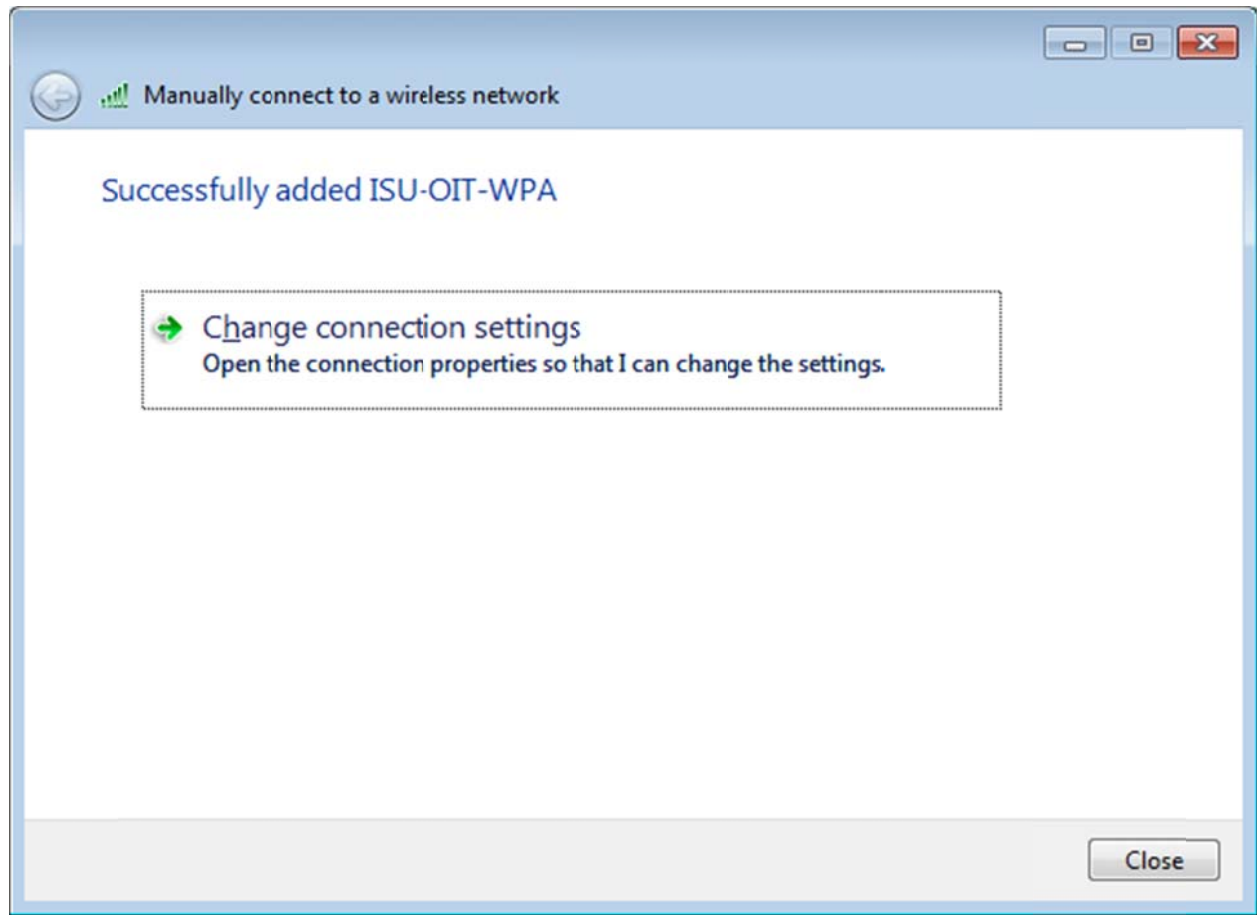 Manually connect to a wireless network
Successfully added ISU-OIT-WPA
Change connection settings
Open the connection properties so that I can change the settings.
Close